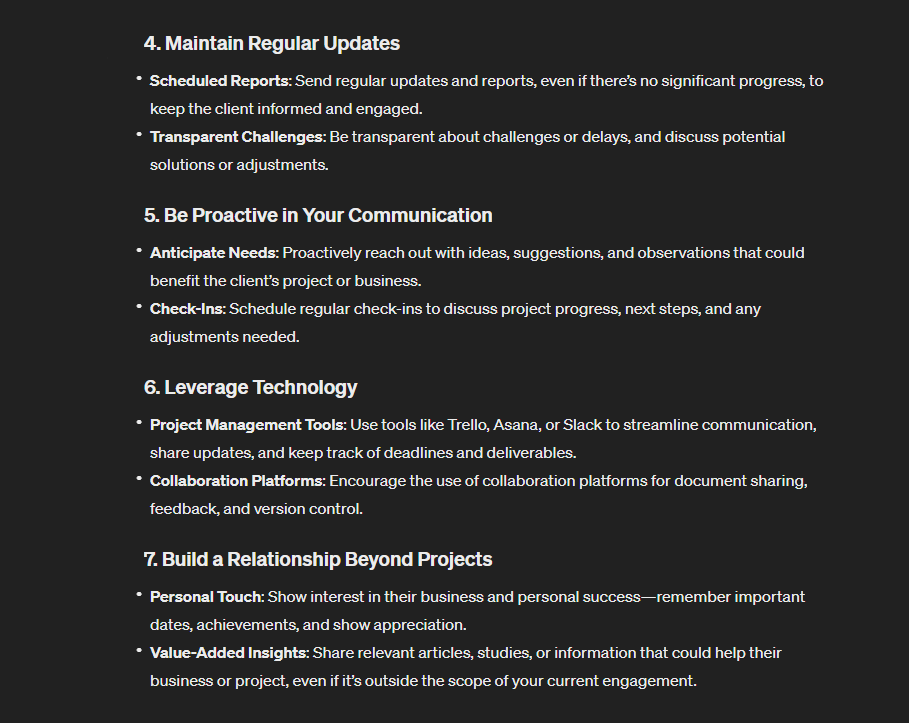 4. Maintain Regular Updates
• Scheduled Reports: Send regular updates and reports, even if there’s no significant progress, to
keep the client informed and engaged.
• Transparent Challenges: Be transparent about challenges or delays, and discuss potential
solutions or adjustments.
5. Be Proactive in Your Communication
• Anticipate Needs: Proactively reach out with ideas, suggestions, and observations that could
benefit the client’s project or business.
• Check-Ins: Schedule regular check-ins to discuss project progress, next steps, and any
adjustments needed.
6. Leverage Technology
• Project Management Tools: Use tools like Trello, Asana, or Slack to streamline communication,
share updates, and keep track of deadlines and deliverables.
• Collaboration Platforms: Encourage the use of collaboration platforms for document sharing,
feedback, and version control.
7. Build a Relationship Beyond Projects
• Personal Touch: Show interest in their business and personal success—remember important
dates, achievements, and show appreciation.
• Value-Added Insights: Share relevant articles, studies, or information that could help their
business or project, even if it’s outside the scope of your current engagement.